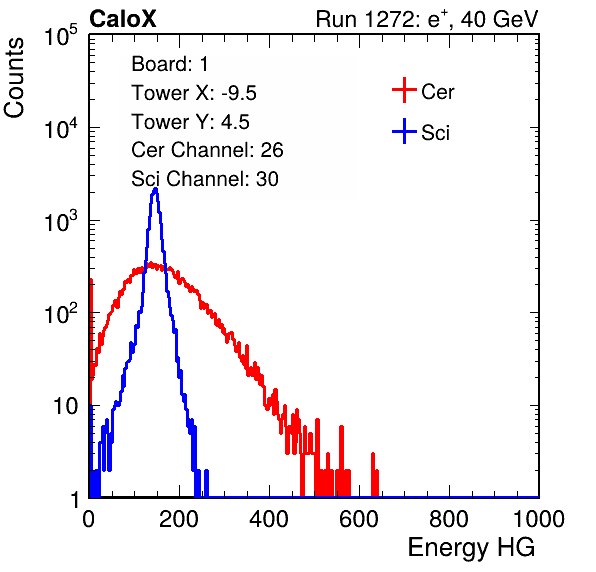 CaloX Run 1272: e⁺, 40 GeV
Counts
10⁵
10⁴
10³
10²
10
1
Board: 1
Tower X: -9.5
Tower Y: 4.5
Cer Channel: 26
Sci Channel: 30
Cer
Sci
0 200 400 600 800 1000
Energy HG